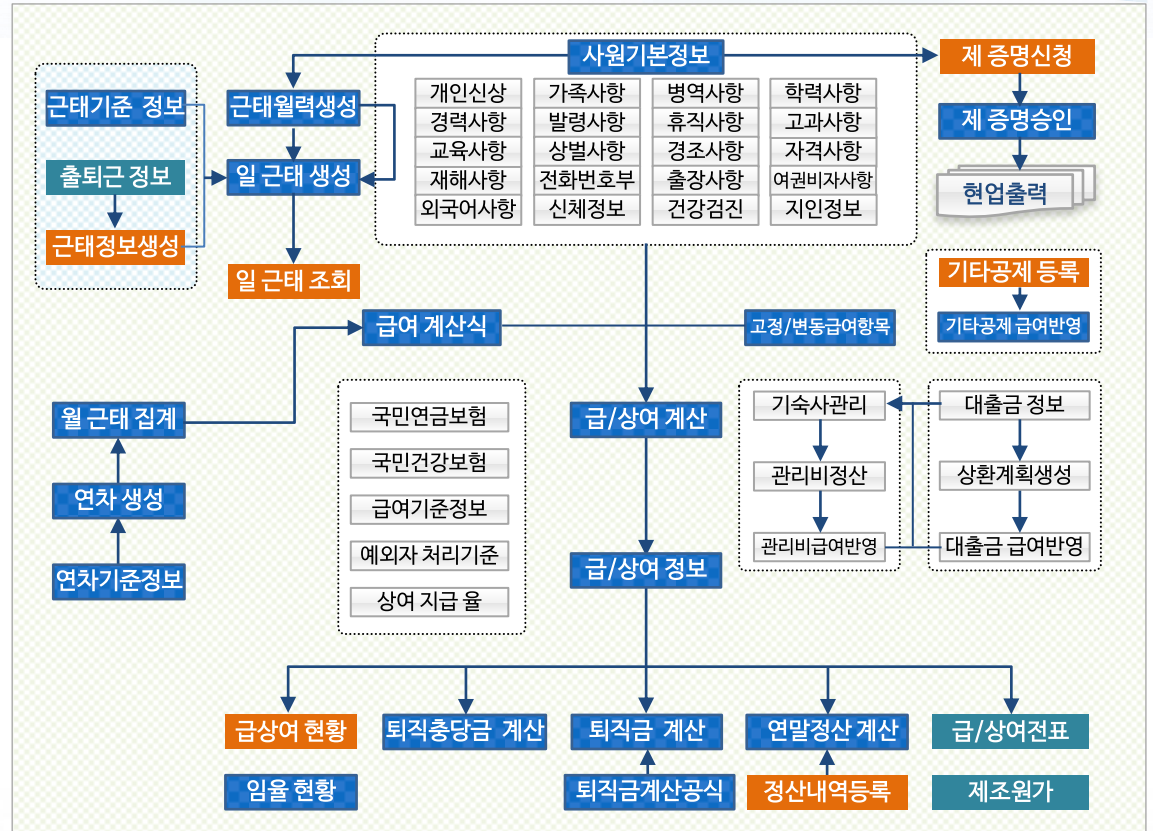 사원기본정보
제 증명신청
개인신상
가족사항
병역사항
학력사항
근태기준 정보
근태월력생성
경력사항
발령사항
휴직사항
고과사항
제 증명승인
교육사항
상벌사항
경조사항
자격사항
출퇴근 정보
일 근태 생성
재해사항
전화번호부
출장사항
여권비자사항
현업출력
외국어사항
신체정보
건강검진
지인정보
근태정보생성
일 근태 조회
기타공제 등록
급여 계산식
고정/변동급여항목
기타공제 급여반영
월 근태 집계
국민연금보험
급/상여 계산
기숙사관리
대출금 정보
국민건강보험
관리비정산
상환계획생성
연차 생성
급여기준정보
관리비급여반영
대출금 급여반영
연차기준정보
예외자 처리기준
급/상여 정보
상여 지급 율
급상여 현황
퇴직충당금 계산
퇴직금 계산
연말정산 계산
급/상여전표
임율 현황
퇴직금계산공식
정산내역등록
제조원가